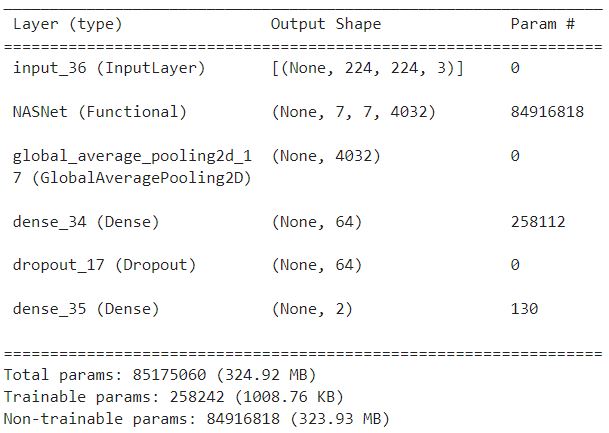 Layer (type) Output Shape Param #
input_36 (InputLayer) [(None, 224, 224, 3)] 0
NASNet (Functional) (None, 7, 7, 4032) 84916818
global_average_pooling2d_1 (None, 4032) 0
7 (GlobalAveragePooling2D)
dense_34 (Dense) (None, 64) 258112
dropout_17 (Dropout) (None, 64) 0
dense_35 (Dense) (None, 2) 130
Total params: 85175060 (324.92 MB)
Trainable params: 258242 (1008.76 KB)
Non-trainable params: 84916818 (323.93 MB)